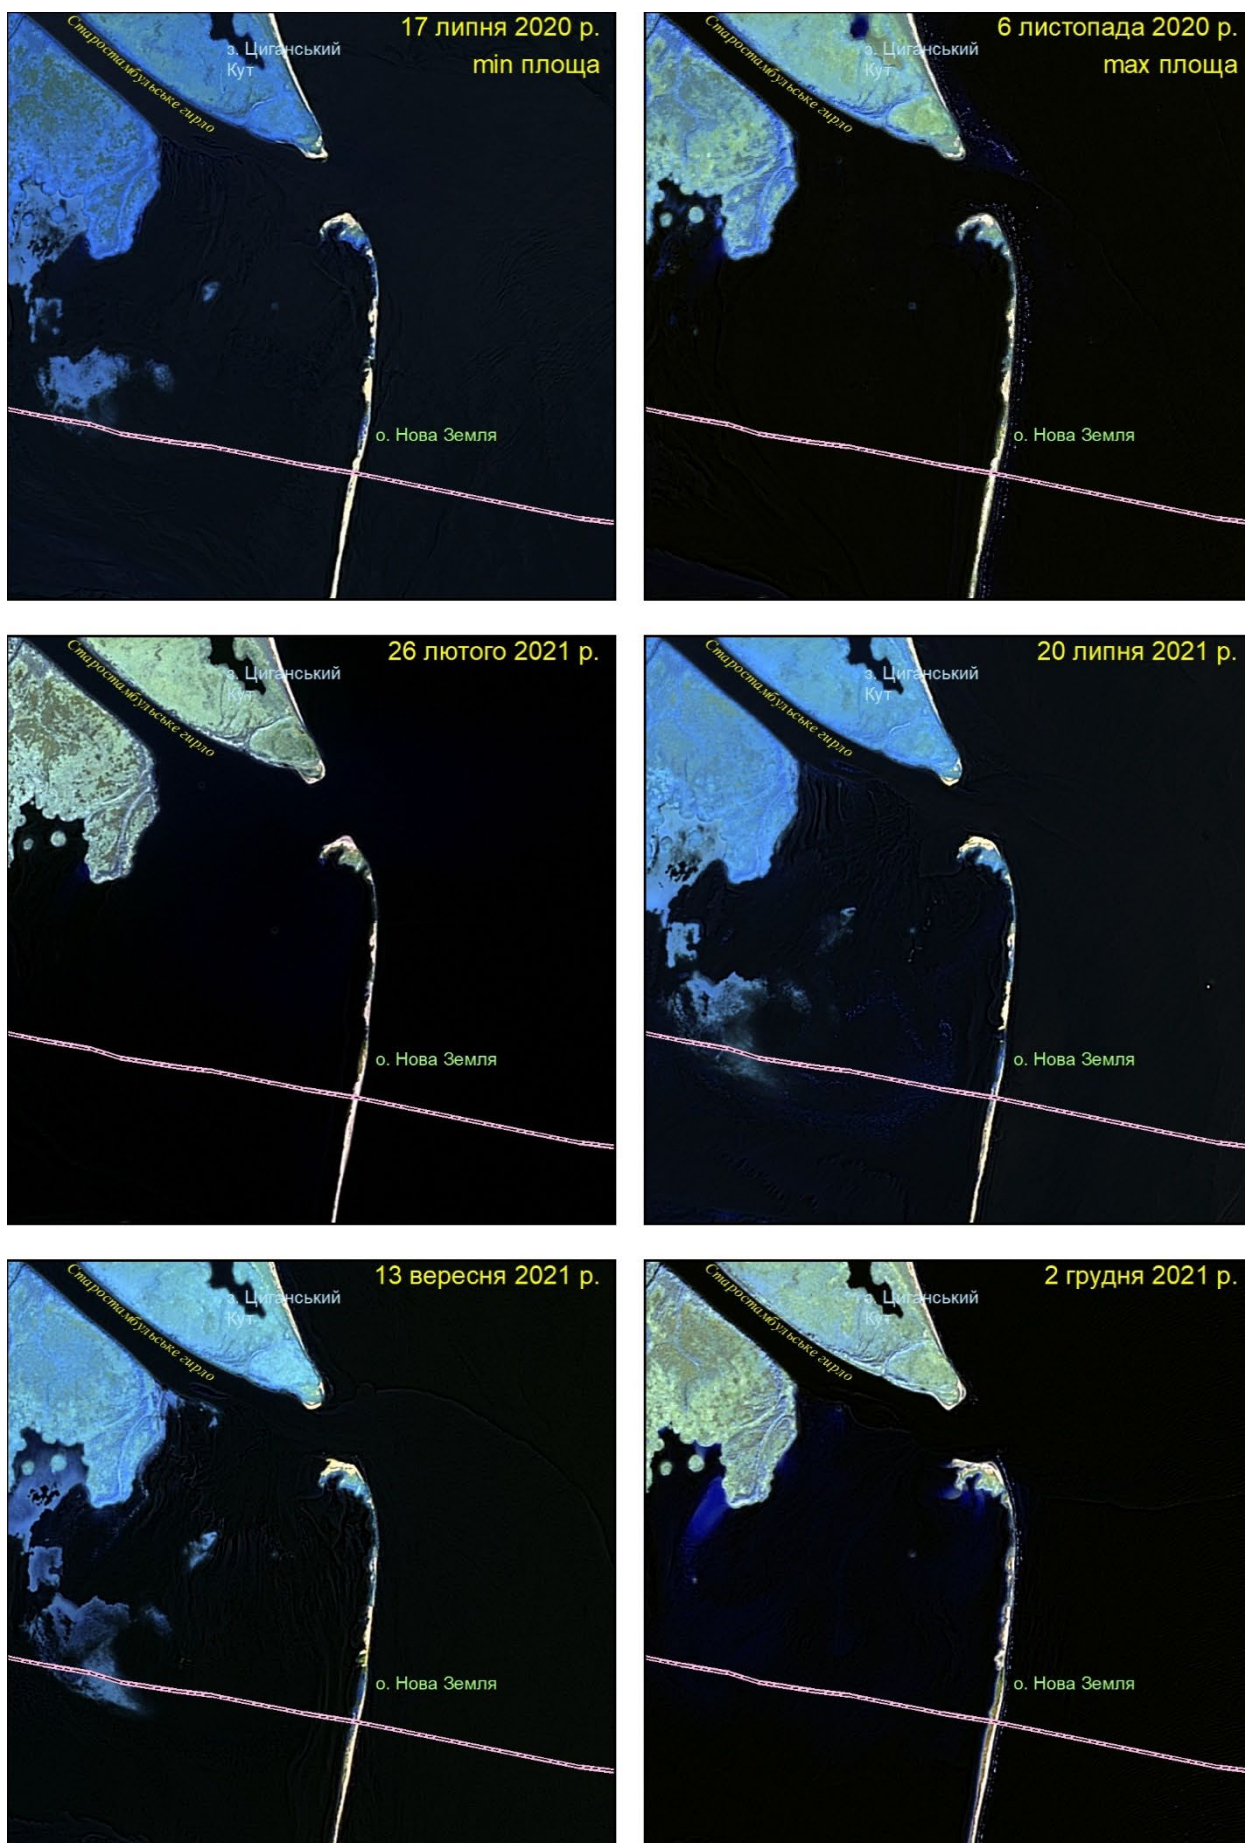 17 липня 2020 р.
min площа
з. Циганський
Кут
Старостамбульське гирло
о. Нова Земля
6 листопада 2020 р.
max площа
з. Циганський
Кут
Старостамбульське гирло
о. Нова Земля
26 лютого 2021 р.
з. Циганський
Кут
Старостамбульське гирло
о. Нова Земля
20 липня 2021 р.
з. Циганський
Кут
Старостамбульське гирло
о. Нова Земля
13 вересня 2021 р.
з. Циганський
Кут
Старостамбульське гирло
о. Нова Земля
2 грудня 2021 р.
з. Циганський
Кут
Старостамбульське гирло
о. Нова Земля